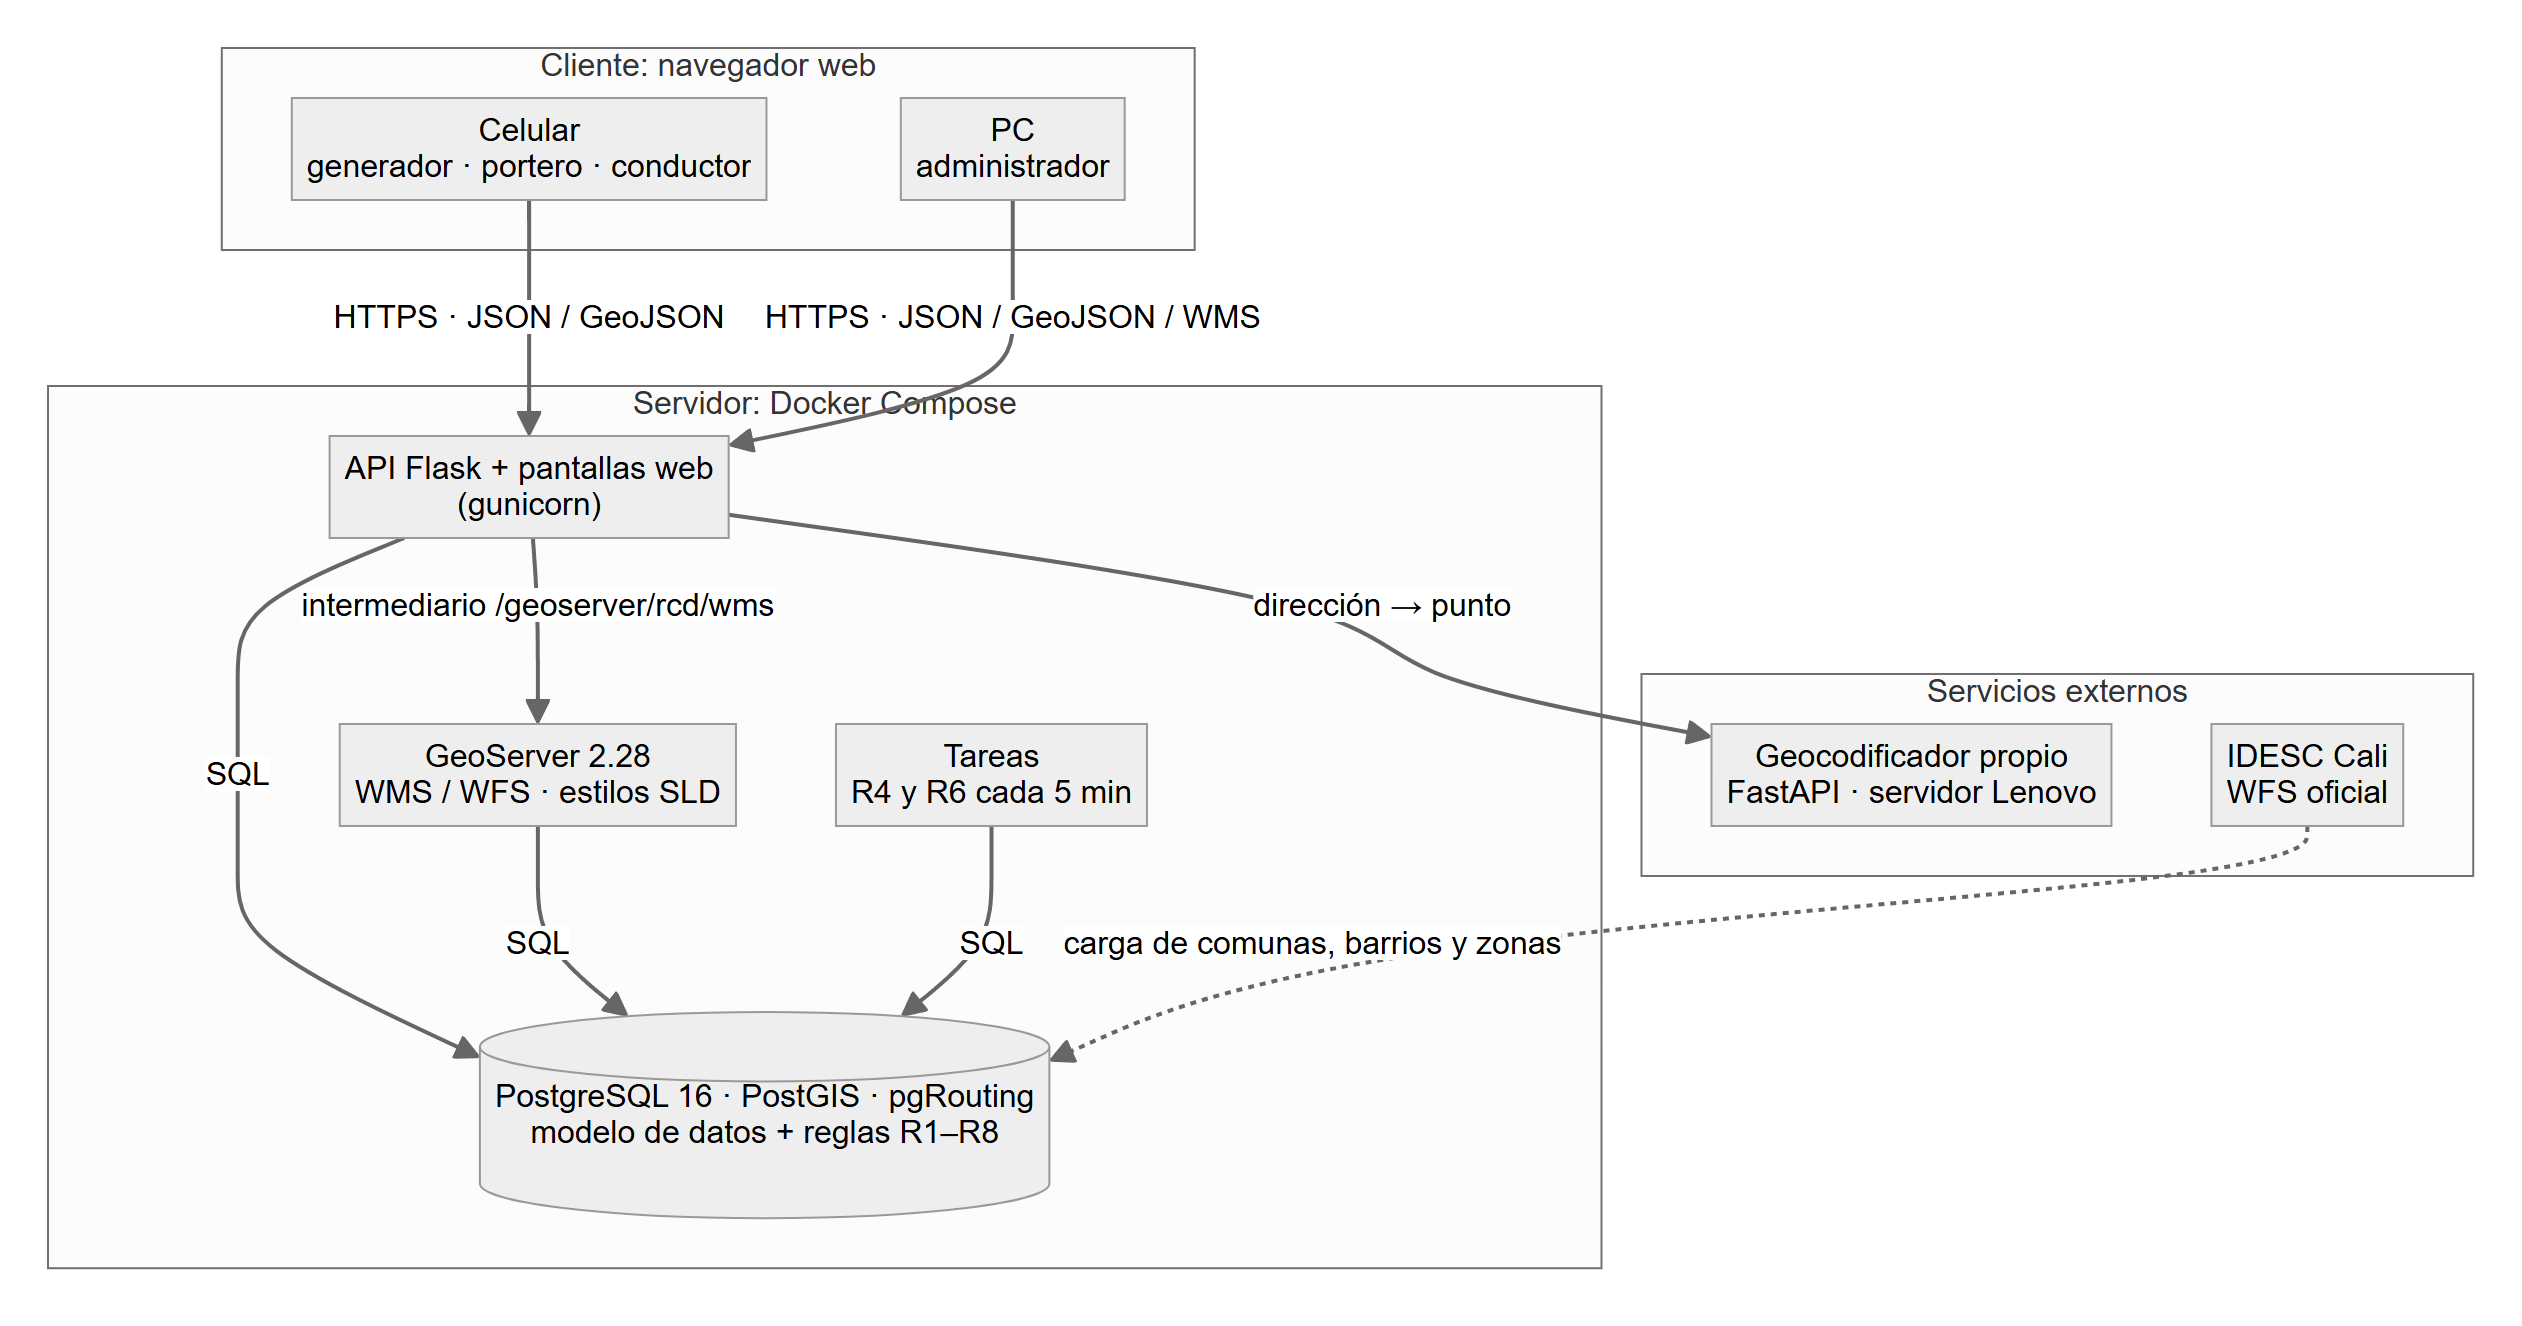 Cliente: navegador web
Celular
generador · portero · conductor
PC
administrador
HTTPS · JSON / GeoJSON
HTTPS · JSON / GeoJSON / WMS
Servidor: Docker Compose
API Flask + pantallas web
(gunicorn)
intermediario /geoserver/rcd/wms
dirección → punto
Servicios externos
SQL
GeoServer 2.28
WMS / WFS · estilos SLD
Tareas
R4 y R6 cada 5 min
Geocodificador propio
FastAPI · servidor Lenovo
IDESC Cali
WFS oficial
SQL
SQL
carga de comunas, barrios y zonas
PostgreSQL 16 · PostGIS · pgRouting
modelo de datos + reglas R1–R8